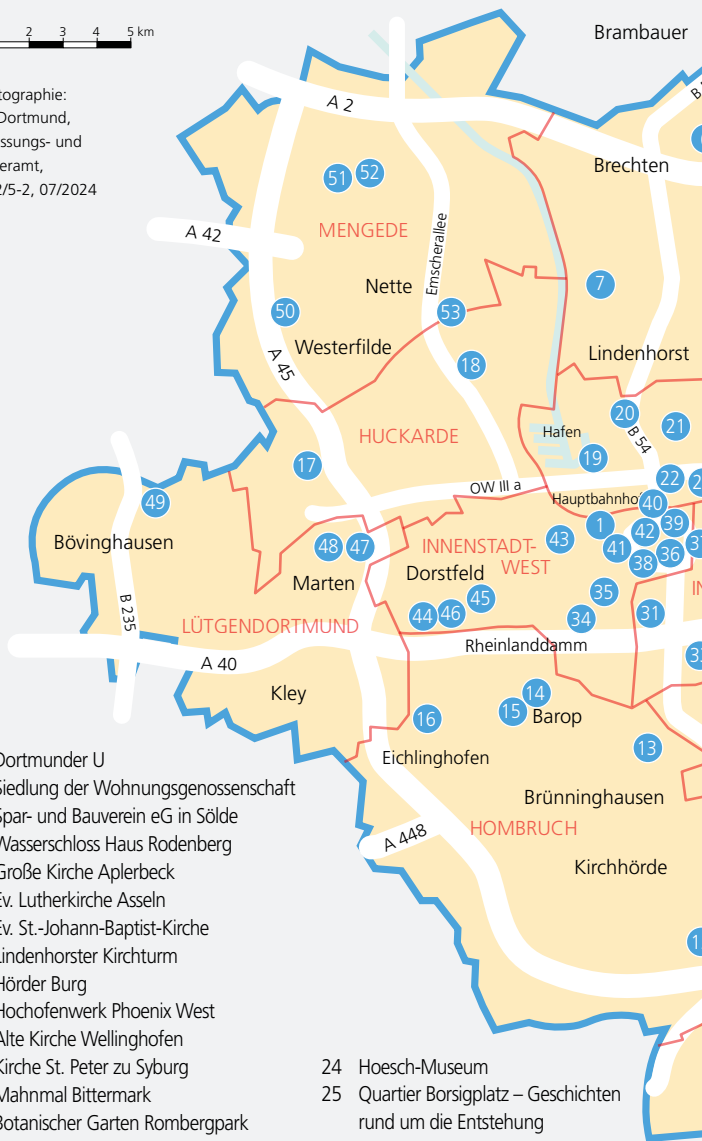 2 3 4 5 km
tographie:
Dortmund,
ssungs- und
eramt,
2/5-2, 07/2024
Brambauer
A 2
B
Brechten
51 52
MENGEDE
A 42
Emscherallee
Nette
7
50
53
Westerfilde
A 45
18
Lindenhorst
20
21
B 54
HUCKARDE
Hafen
19
17
OW III a
22
2
49
Hauptbahnhof
40
Bövinghausen
1
39
43
42
37
48 47
INNENSTADT-
WEST
41
36
38
Marten
Dorstfeld
IN
B 235
45
35
44 46
34
31
LÜTGENDORTMUND
Rheinlanddamm
33
A 40
Kley
14
15
Barop
16
13
Eichlinghofen
Brünninghausen
A 448
HOMBRUCH
Kirchhörde
1
Dortmunder U
Siedlung der Wohnungsgenossenschaft
Spar- und Bauverein eG in Sölde
Wasserschloss Haus Rodenberg
Große Kirche Aplerbeck
Ev. Lutherkirche Asseln
Ev. St.-Johann-Baptist-Kirche
Lindenhorster Kirchturm
Hörder Burg
Hochofenwerk Phoenix West
Alte Kirche Wellinghofen
Kirche St. Peter zu Syburg
Mahnmal Bittermark
Botanischer Garten Rombergpark
24 Hoesch-Museum
25 Quartier Borsigplatz – Geschichten
rund um die Entstehung